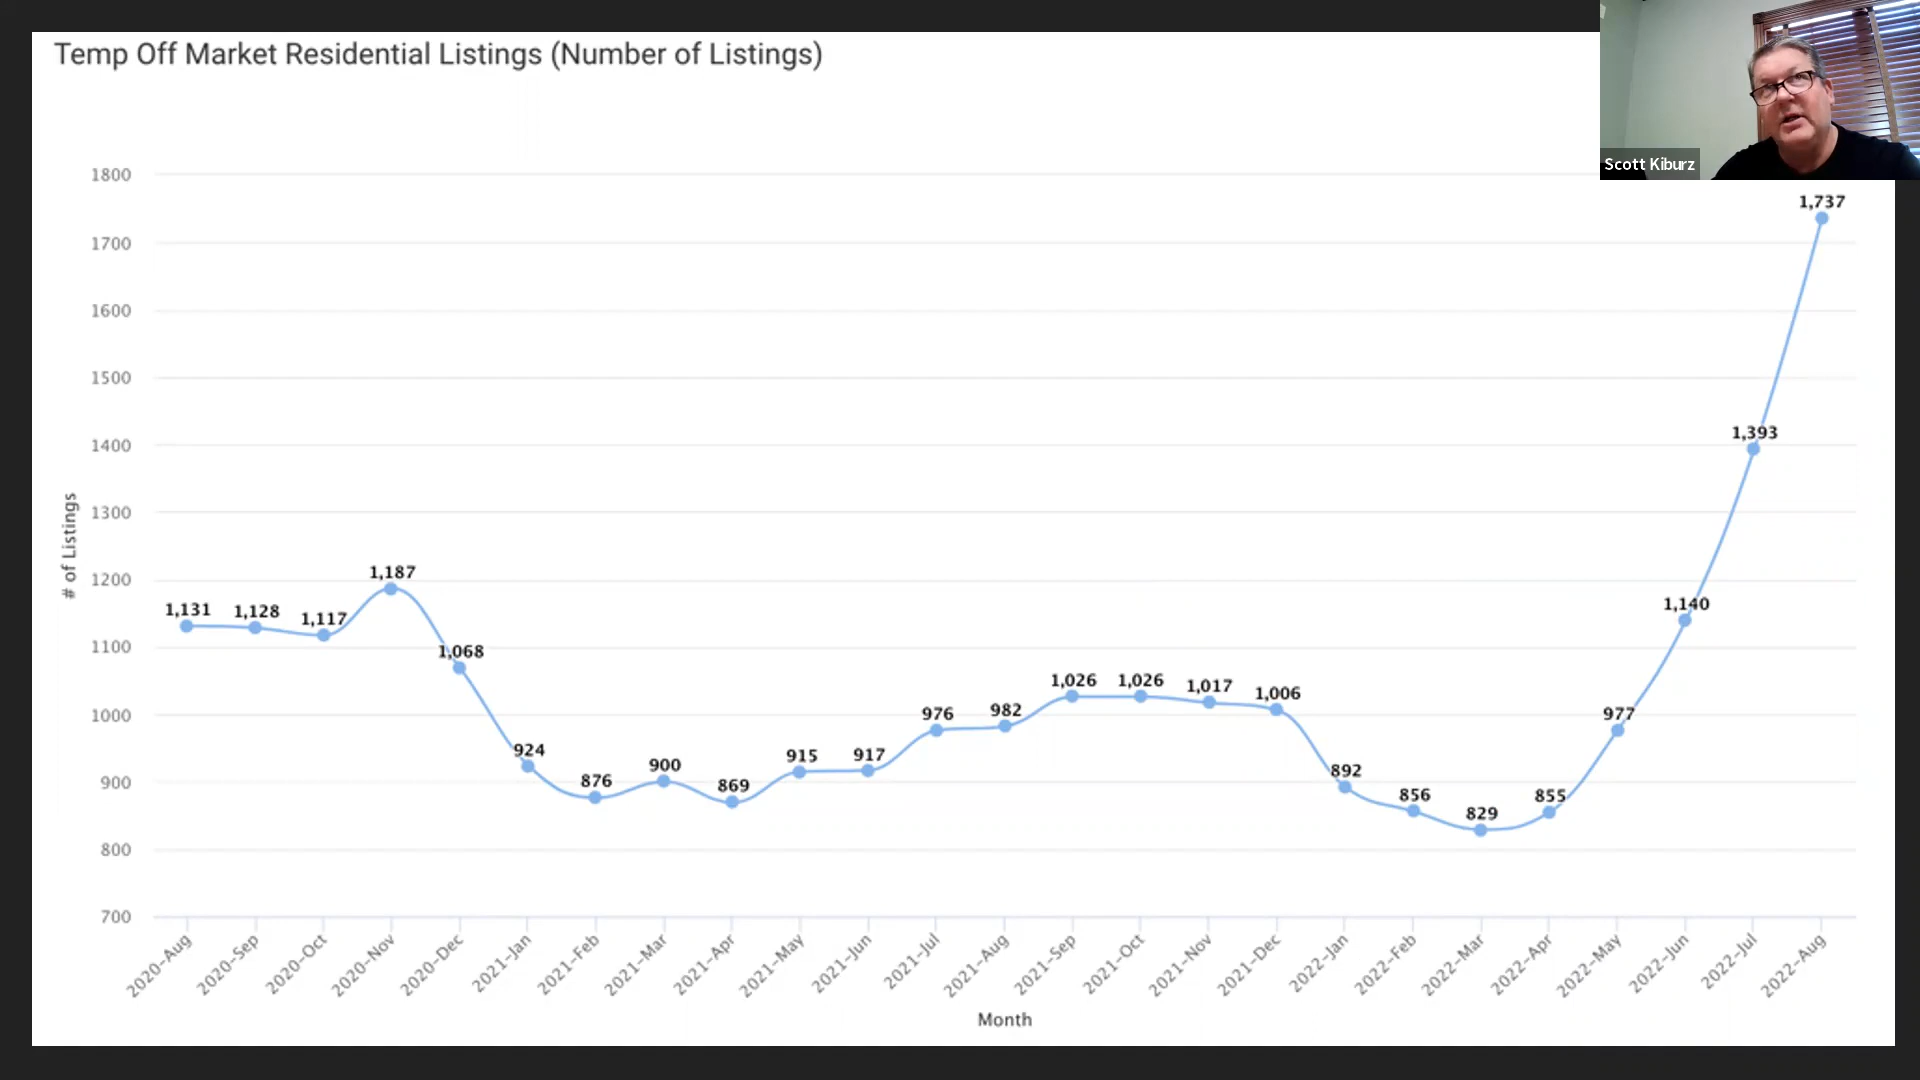 Temp Off Market Residential Listings (Number of Listings)
Scott Kiburz
1800
1700
1600
1500
1400
1300
1200
1100
1000
900
800
700
# of Listings
1,131
1,128
1,117
1,187
1,068
924
876
900
869
915
917
976
982
1,026
1,026
1,017
1,006
892
856
829
855
977
1,140
1,393
1,737
2020-Aug
2020-Sep
2020-Oct
2020-Nov
2020-Dec
2021-Jan
2021-Feb
2021-Mar
2021-Apr
2021-May
2021-Jun
2021-Jul
2021-Aug
2021-Sep
2021-Oct
2021-Nov
2021-Dec
2022-Jan
2022-Feb
2022-Mar
2022-Apr
2022-May
2022-Jun
2022-Jul
2022-Aug
Month